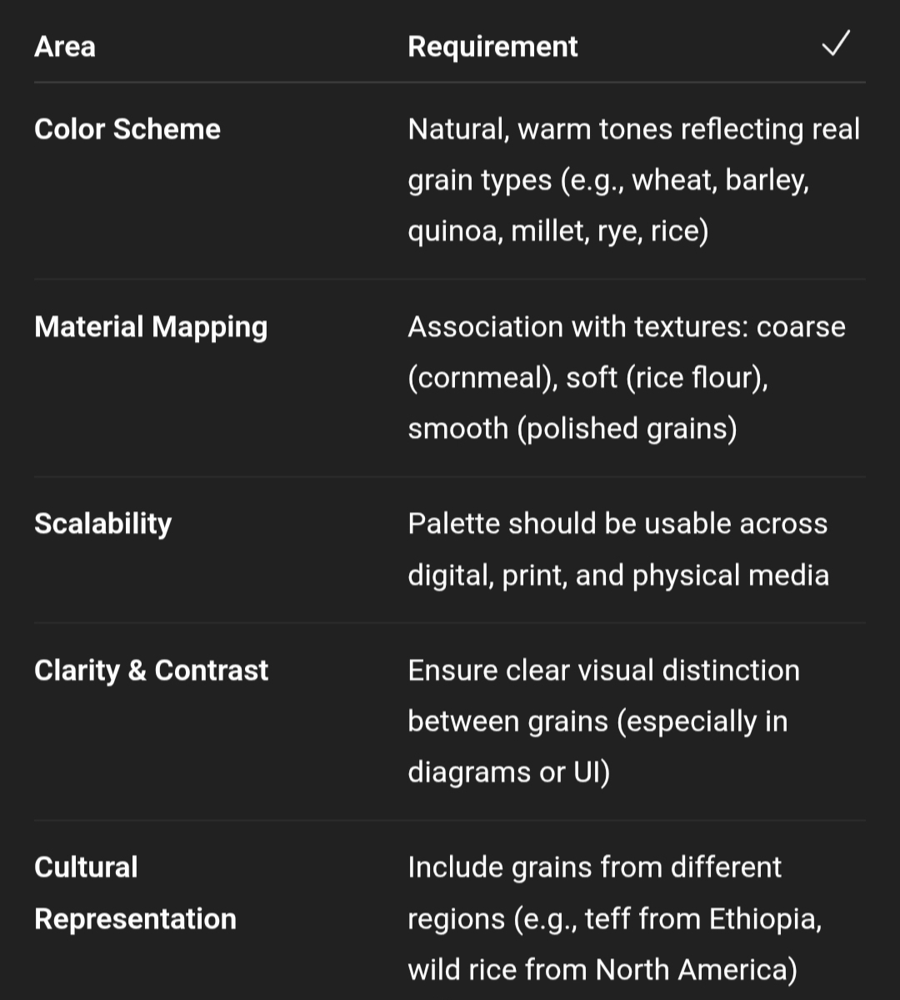 Area
Requirement
✓
Color Scheme
Natural, warm tones reflecting real
grain types (e.g., wheat, barley,
quinoa, millet, rye, rice)
Material Mapping
Association with textures: coarse
(cornmeal), soft (rice flour),
smooth (polished grains)
Scalability
Palette should be usable across
digital, print, and physical media
Clarity & Contrast
Ensure clear visual distinction
between grains (especially in
diagrams or UI)
Cultural
Representation
Include grains from different
regions (e.g., teff from Ethiopia,
wild rice from North America)